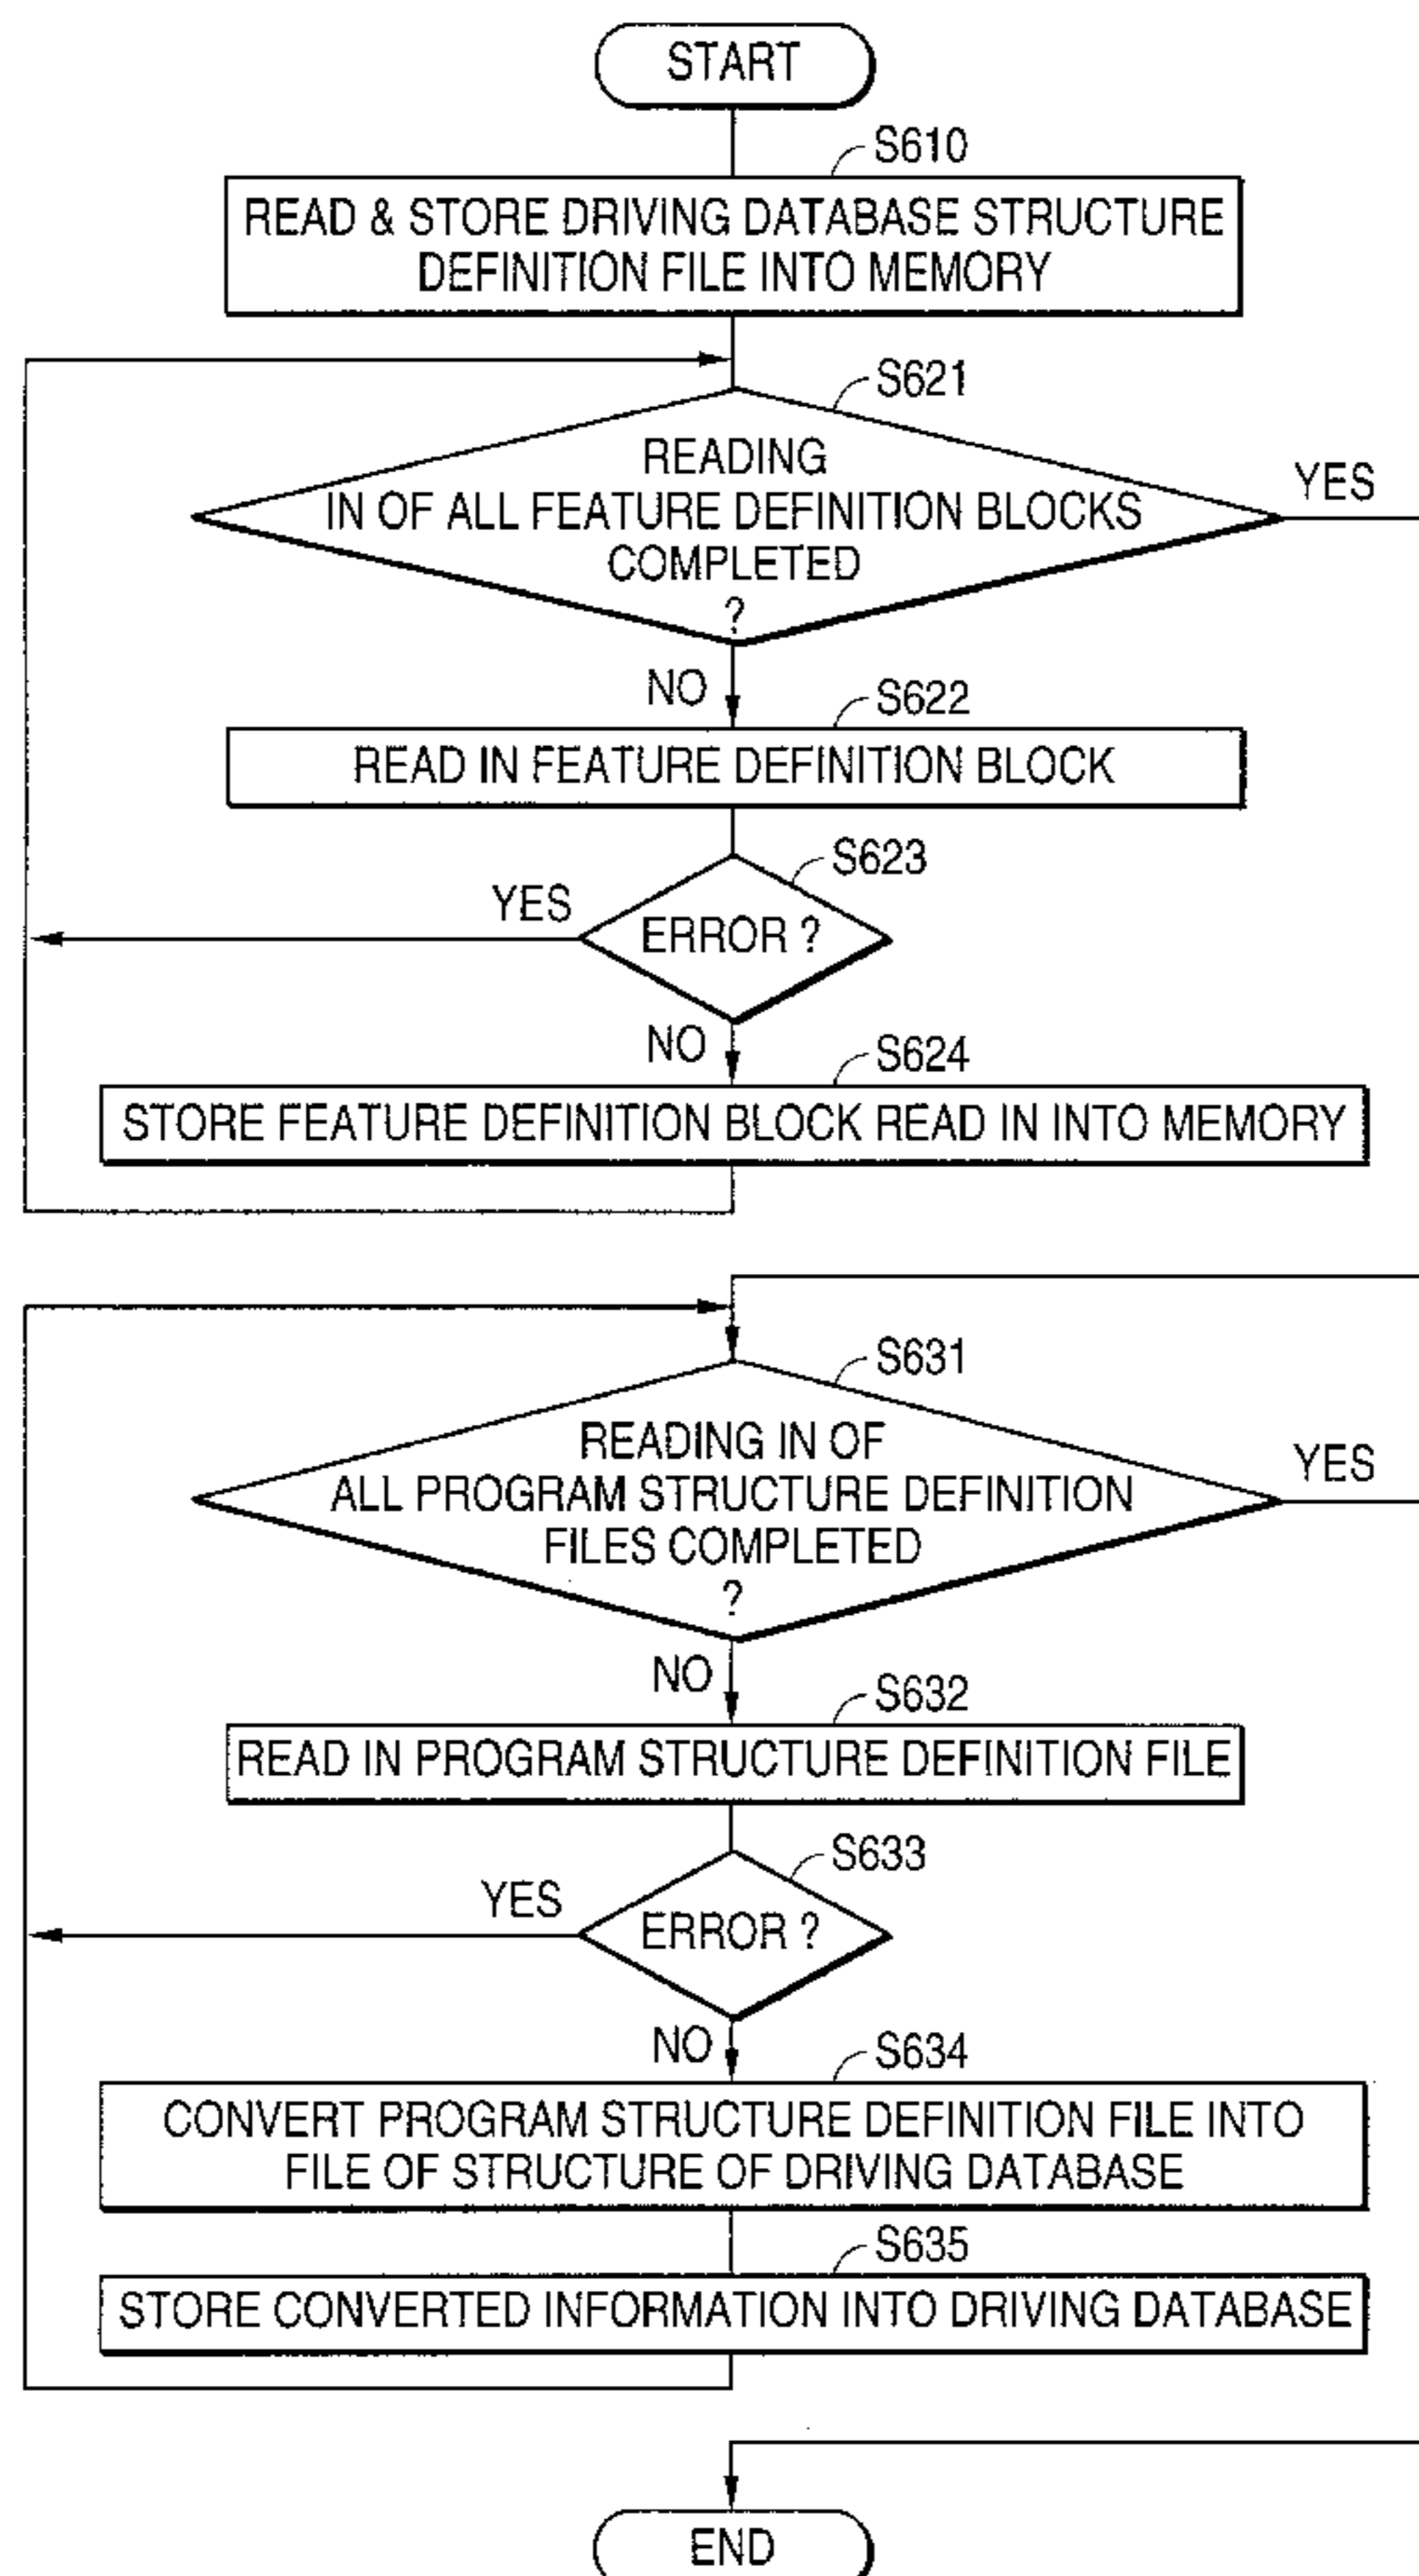 START
S610
READ & STORE DRIVING DATABASE STRUCTURE
DEFINITION FILE INTO MEMORY
S621
READING
IN OF ALL FEATURE DEFINITION BLOCKS
COMPLETED
?
YES
NO
S622
READ IN FEATURE DEFINITION BLOCK
S623
YES
ERROR ?
NO
S624
STORE FEATURE DEFINITION BLOCK READ IN INTO MEMORY
S631
READING IN OF
ALL PROGRAM STRUCTURE DEFINITION
FILES COMPLETED
?
YES
NO
S632
READ IN PROGRAM STRUCTURE DEFINITION FILE
S633
YES
ERROR ?
NO
S634
CONVERT PROGRAM STRUCTURE DEFINITION FILE INTO
FILE OF STRUCTURE OF DRIVING DATABASE
S635
STORE CONVERTED INFORMATION INTO DRIVING DATABASE
END